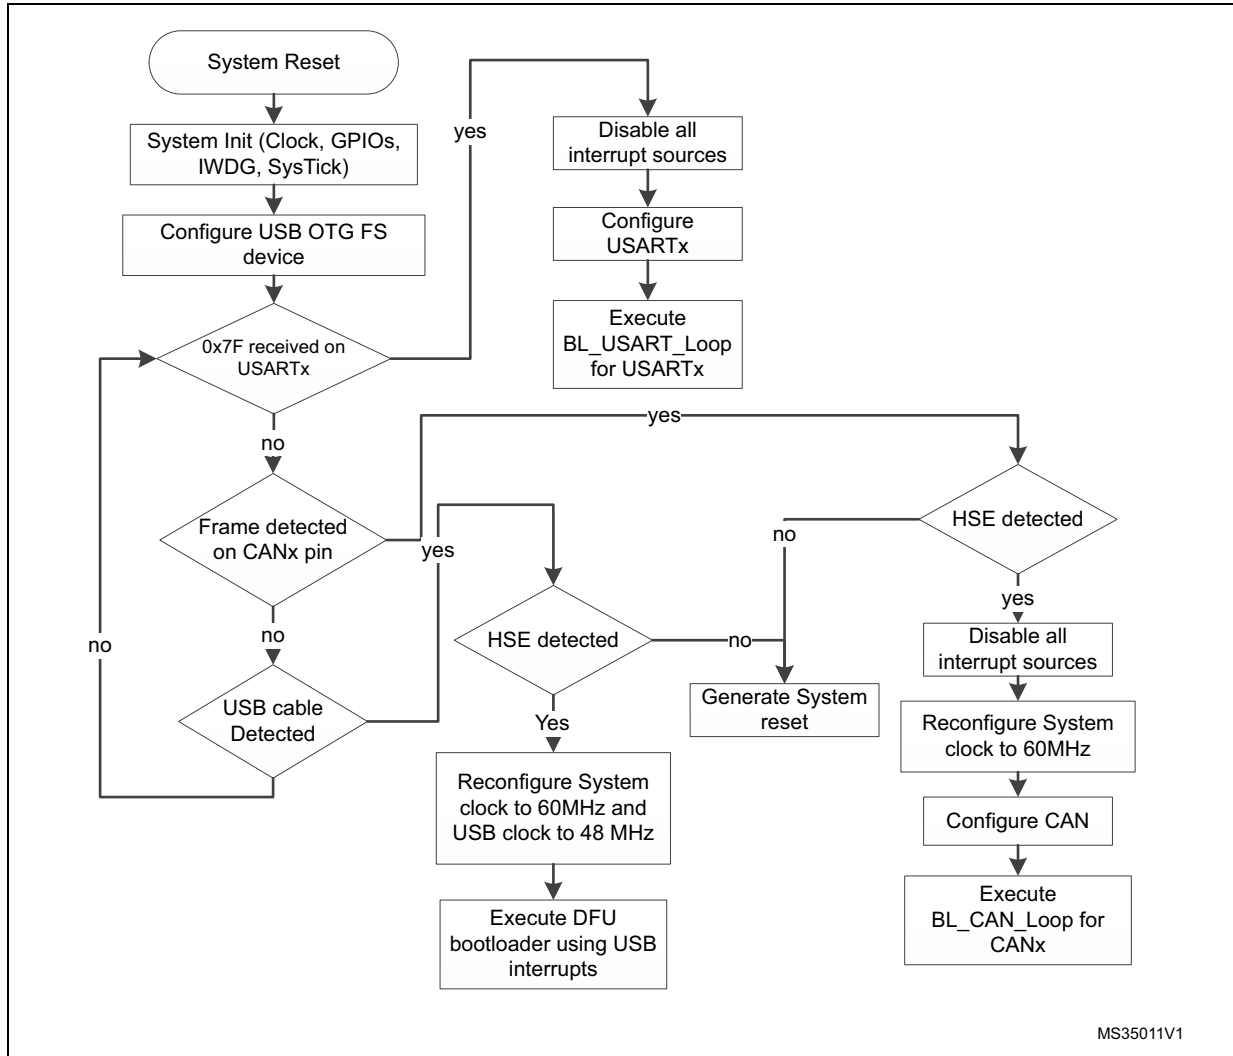 System Reset
System Init (Clock, GPIOs,
IWDG, SysTick)
Configure USB OTG FS
device
0x7F received on
USARTx
yes
Disable all
interrupt sources
Configure
USARTx
Execute
BL_USART_Loop
for USARTx
no
Frame detected
on CANx pin
yes
HSE detected
no
yes
Disable all
interrupt sources
Reconfigure System
clock to 60MHz
Configure CAN
Execute
BL_CAN_Loop for
CANx
no
USB cable
Detected
no
yes
HSE detected
no
Generate System
reset
Yes
Reconfigure System
clock to 60MHz and
USB clock to 48 MHz
Execute DFU
bootloader using USB
interrupts
MS35011V1